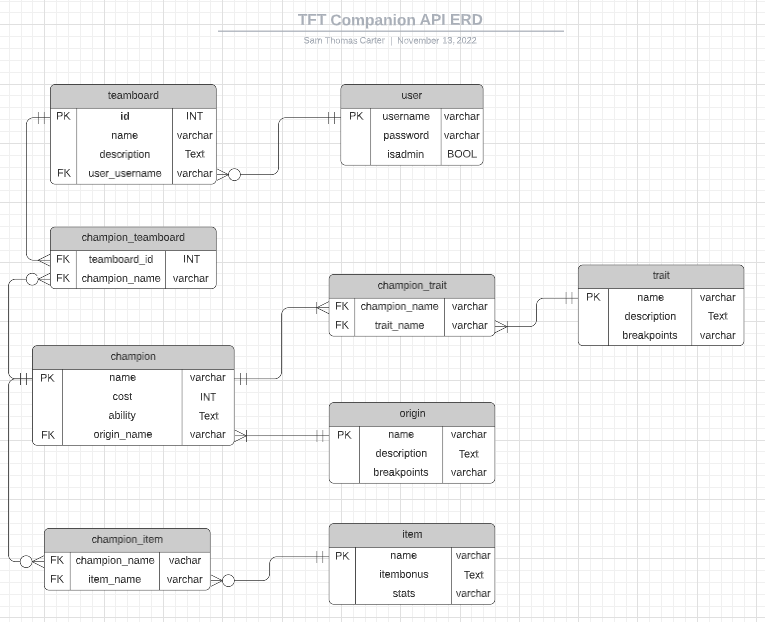 TFT Companion API ERD
Sam Thomas Carter | November 13, 2022
teamboard
PK id INT
name varchar
description Text
FK user_username varchar
user
PK username varchar
password varchar
isadmin BOOL
champion_teamboard
FK teamboard_id INT
FK champion_name varchar
champion_trait
FK champion_name varchar
FK trait_name varchar
trait
PK name varchar
description Text
breakpoints varchar
champion
PK name varchar
cost INT
ability Text
FK origin_name varchar
origin
PK name varchar
description Text
breakpoints varchar
champion_item
FK champion_name vachar
FK item_name varchar
item
PK name varchar
itembonus Text
stats varchar